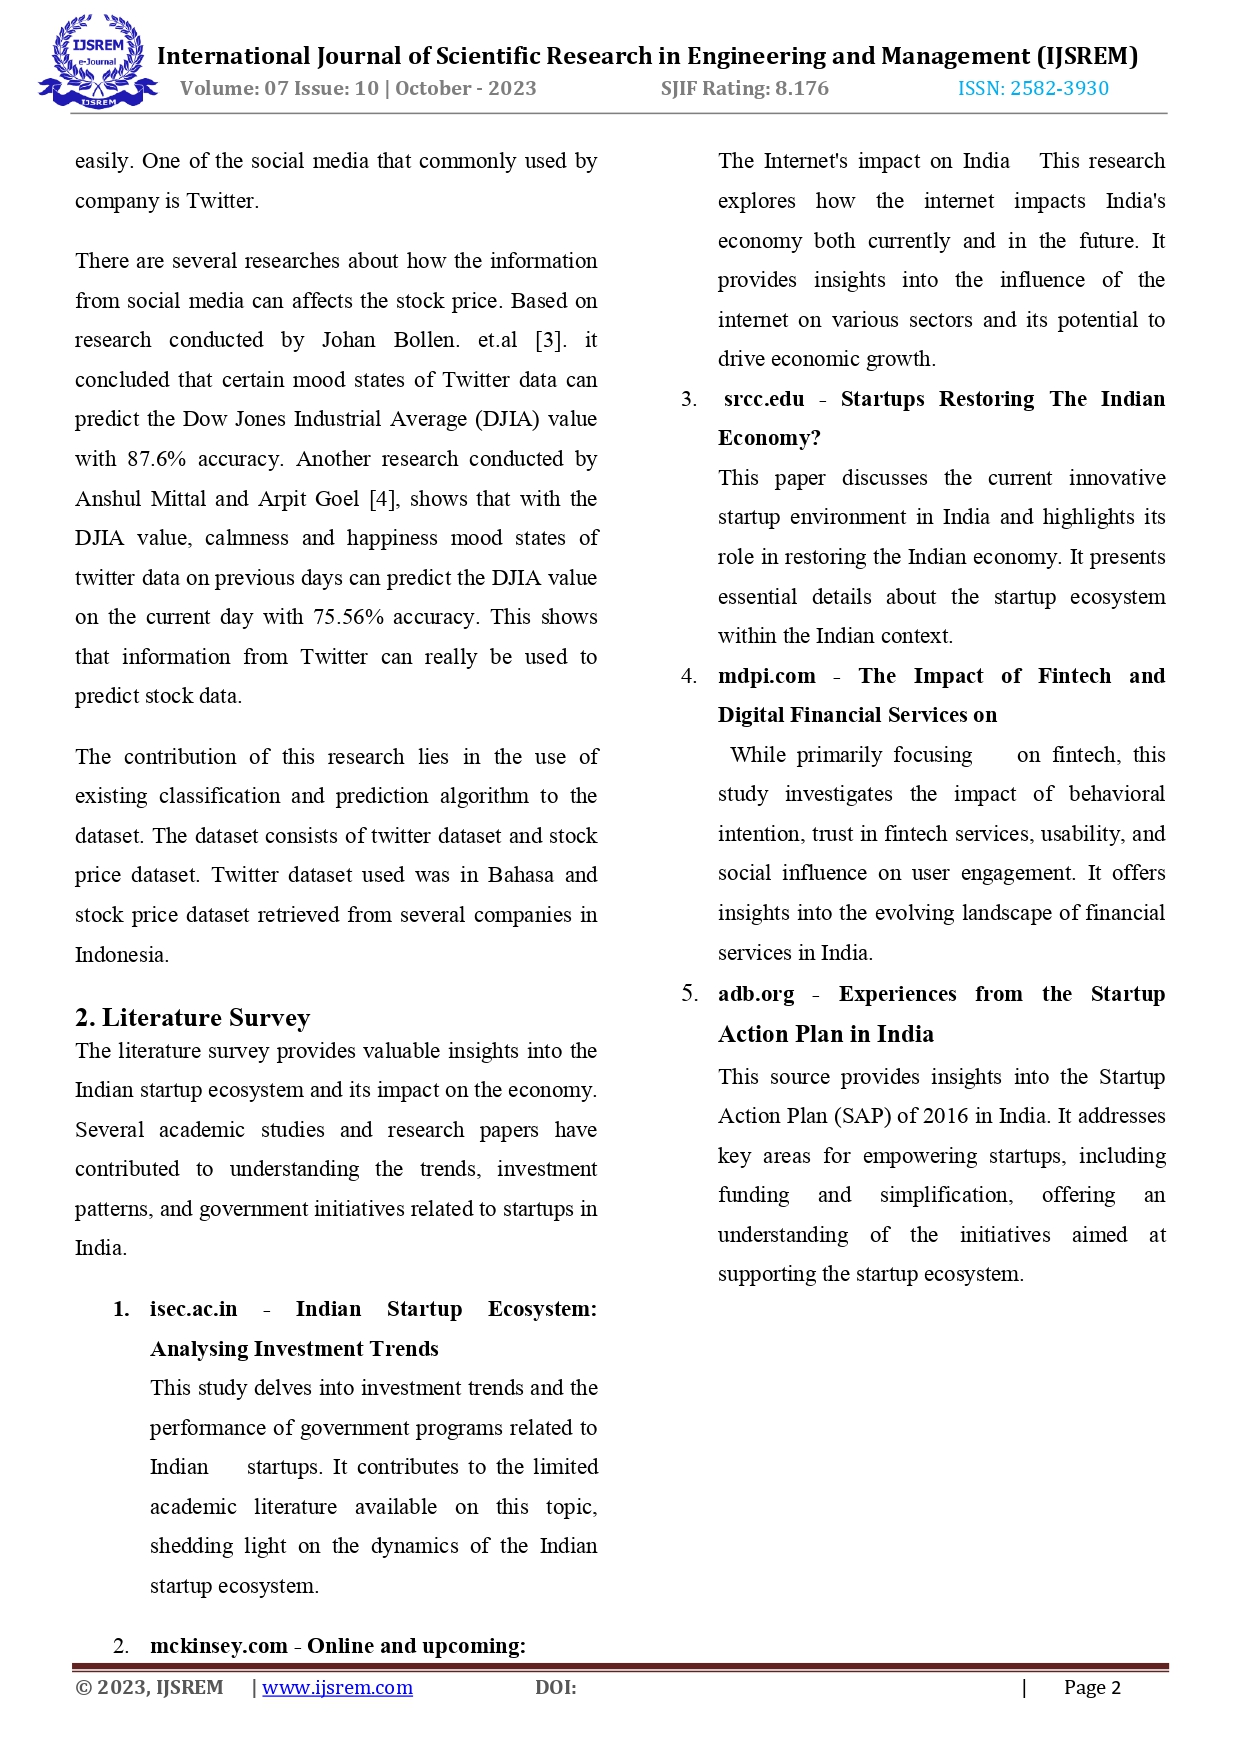 IJSREM
e-Journal
IJSREM
International Journal of Scientific Research in Engineering and Management (IJSREM)
Volume: 07 Issue: 10 | October - 2023 SJIF Rating: 8.176 ISSN: 2582-3930
easily. One of the social media that commonly used by
company is Twitter.
There are several researches about how the information
from social media can affects the stock price. Based on
research conducted by Johan Bollen. et.al [3]. it
concluded that certain mood states of Twitter data can
predict the Dow Jones Industrial Average (DJIA) value
with 87.6% accuracy. Another research conducted by
Anshul Mittal and Arpit Goel [4], shows that with the
DJIA value, calmness and happiness mood states of
twitter data on previous days can predict the DJIA value
on the current day with 75.56% accuracy. This shows
that information from Twitter can really be used to
predict stock data.
The contribution of this research lies in the use of
existing classification and prediction algorithm to the
dataset. The dataset consists of twitter dataset and stock
price dataset. Twitter dataset used was in Bahasa and
stock price dataset retrieved from several companies in
Indonesia.
2. Literature Survey
The literature survey provides valuable insights into the
Indian startup ecosystem and its impact on the economy.
Several academic studies and research papers have
contributed to understanding the trends, investment
patterns, and government initiatives related to startups in
India.
1. isec.ac.in - Indian Startup Ecosystem:
Analysing Investment Trends
This study delves into investment trends and the
performance of government programs related to
Indian startups. It contributes to the limited
academic literature available on this topic,
shedding light on the dynamics of the Indian
startup ecosystem.
2. mckinsey.com - Online and upcoming:
The Internet's impact on India This research
explores how the internet impacts India's
economy both currently and in the future. It
provides insights into the influence of the
internet on various sectors and its potential to
drive economic growth.
3. srcc.edu - Startups Restoring The Indian
Economy?
This paper discusses the current innovative
startup environment in India and highlights its
role in restoring the Indian economy. It presents
essential details about the startup ecosystem
within the Indian context.
4. mdpi.com - The Impact of Fintech and
Digital Financial Services on
While primarily focusing on fintech, this
study investigates the impact of behavioral
intention, trust in fintech services, usability, and
social influence on user engagement. It offers
insights into the evolving landscape of financial
services in India.
5. adb.org - Experiences from the Startup
Action Plan in India
This source provides insights into the Startup
Action Plan (SAP) of 2016 in India. It addresses
key areas for empowering startups, including
funding and simplification, offering an
understanding of the initiatives aimed at
supporting the startup ecosystem.
© 2023, IJSREM | www.ijsrem.com DOI: | Page 2